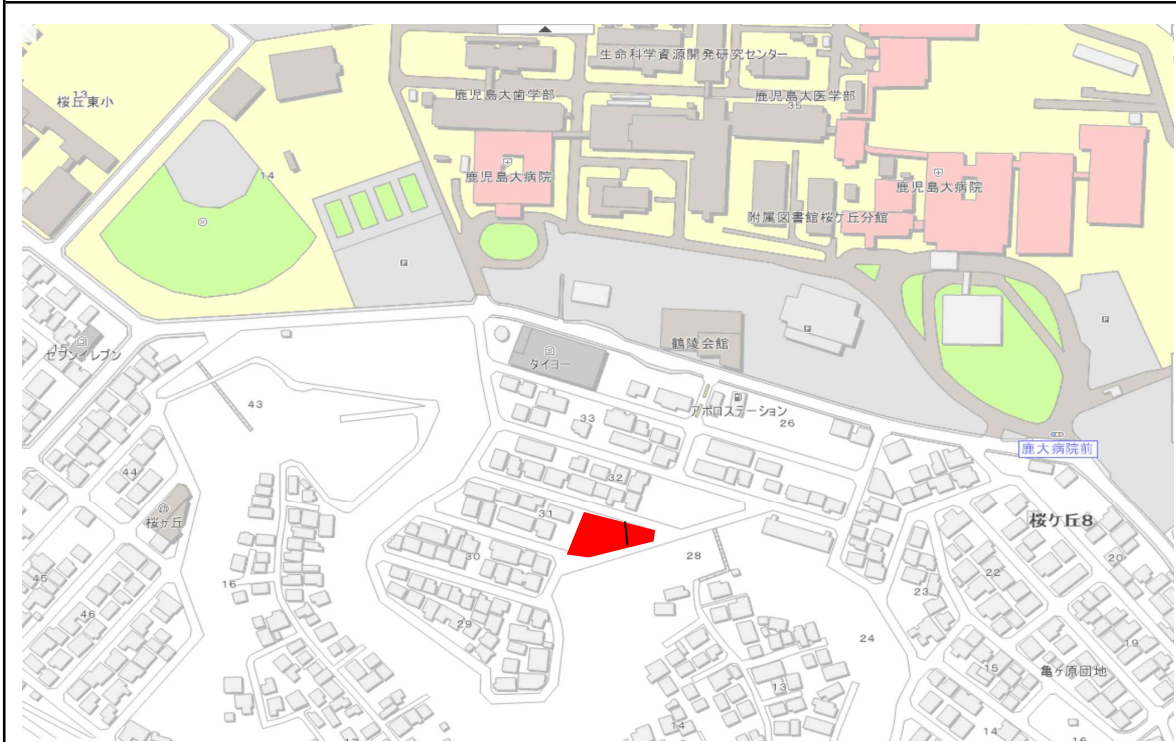 生命科学資源開発研究センター
13
桜丘東小
鹿児島大歯学部
鹿児島大医学部
35
14
鹿児島大病院
鹿児島大病院
附属図書館桜ケ丘分館
P
P
P
鶴陵会館
セブンイレブン
15
タイヨー
43
33
アポロステーション
26
鹿大病院前
44
32
桜ヶ丘
31
桜ケ丘8
30
28
45
16
22
20
46
23
29
24
19
15
亀ヶ原団地
13
14
14
16
17